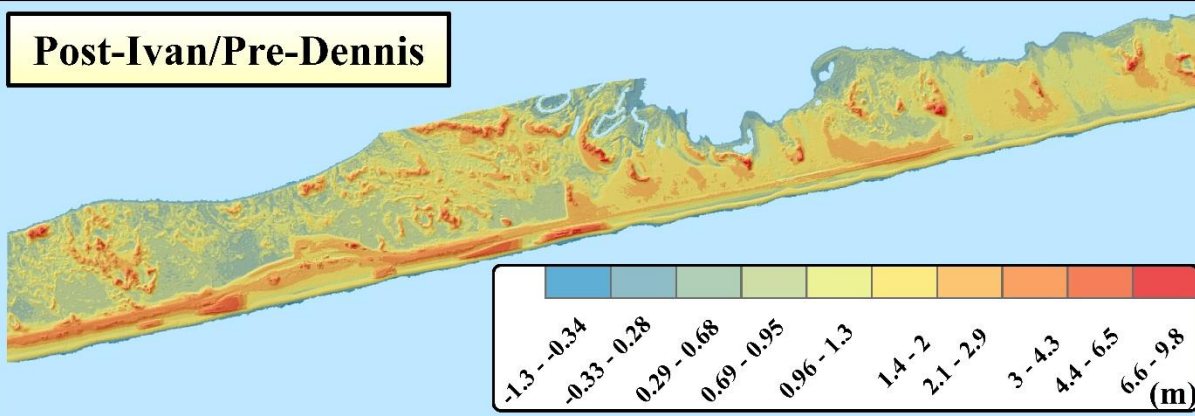 Post-Ivan/Pre-Dennis
-1.3 - -0.34
-0.33 - 0.28
0.29 - 0.68
0.69 - 0.95
0.96 - 1.3
1.4 - 2
2.1 - 2.9
3 - 4.3
4.4 - 6.5
6.6 - 9.8
(m)